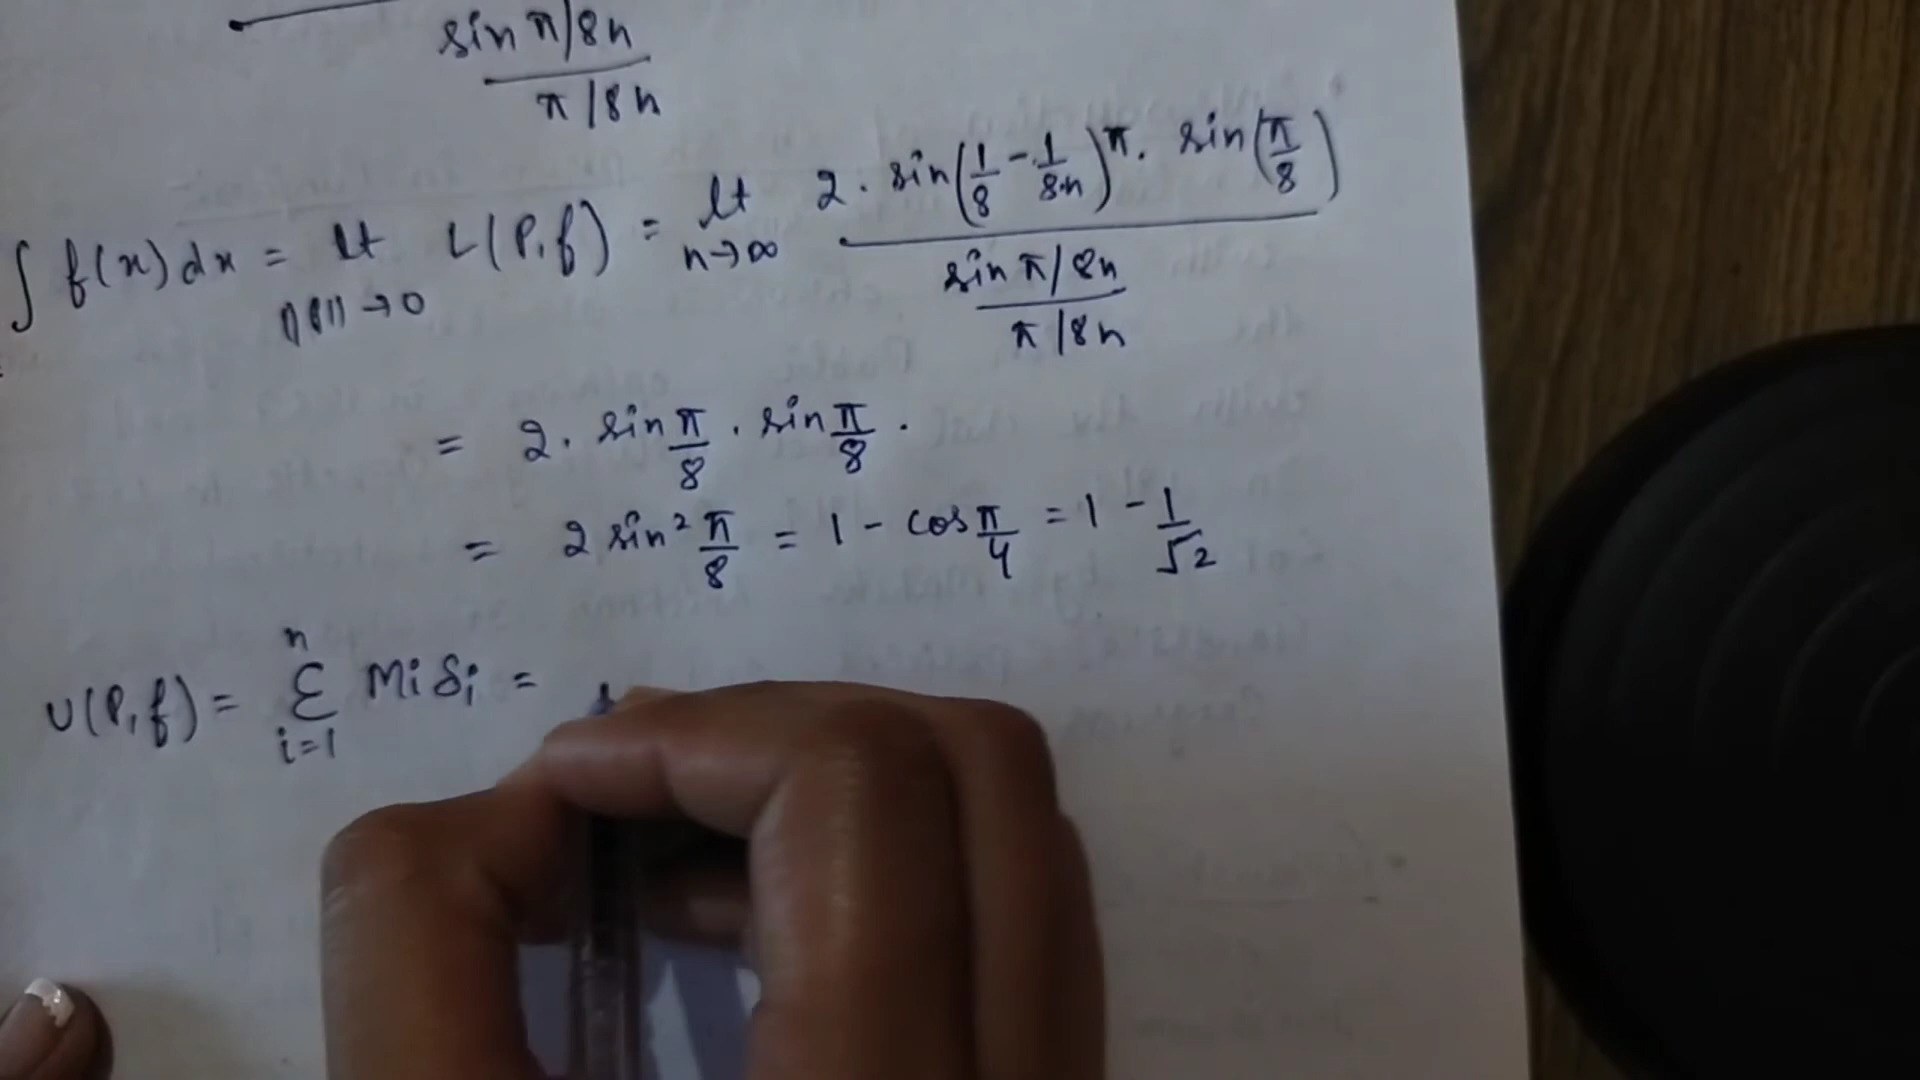 sin π/8n
π/8n
∫ f(x) dx = lt L(P,f) = lt 2 . sin(1/8 - 1/8n)π . sin(π/8)
||P|| → 0 n→∞ sin π/8n
π/8n
= 2 . sin π/8 . sin π/8 .
= 2 sin² π/8 = 1 - cos π/4 = 1 - 1/√2
U(P,f) = Σ Mi δi =
n
i=1